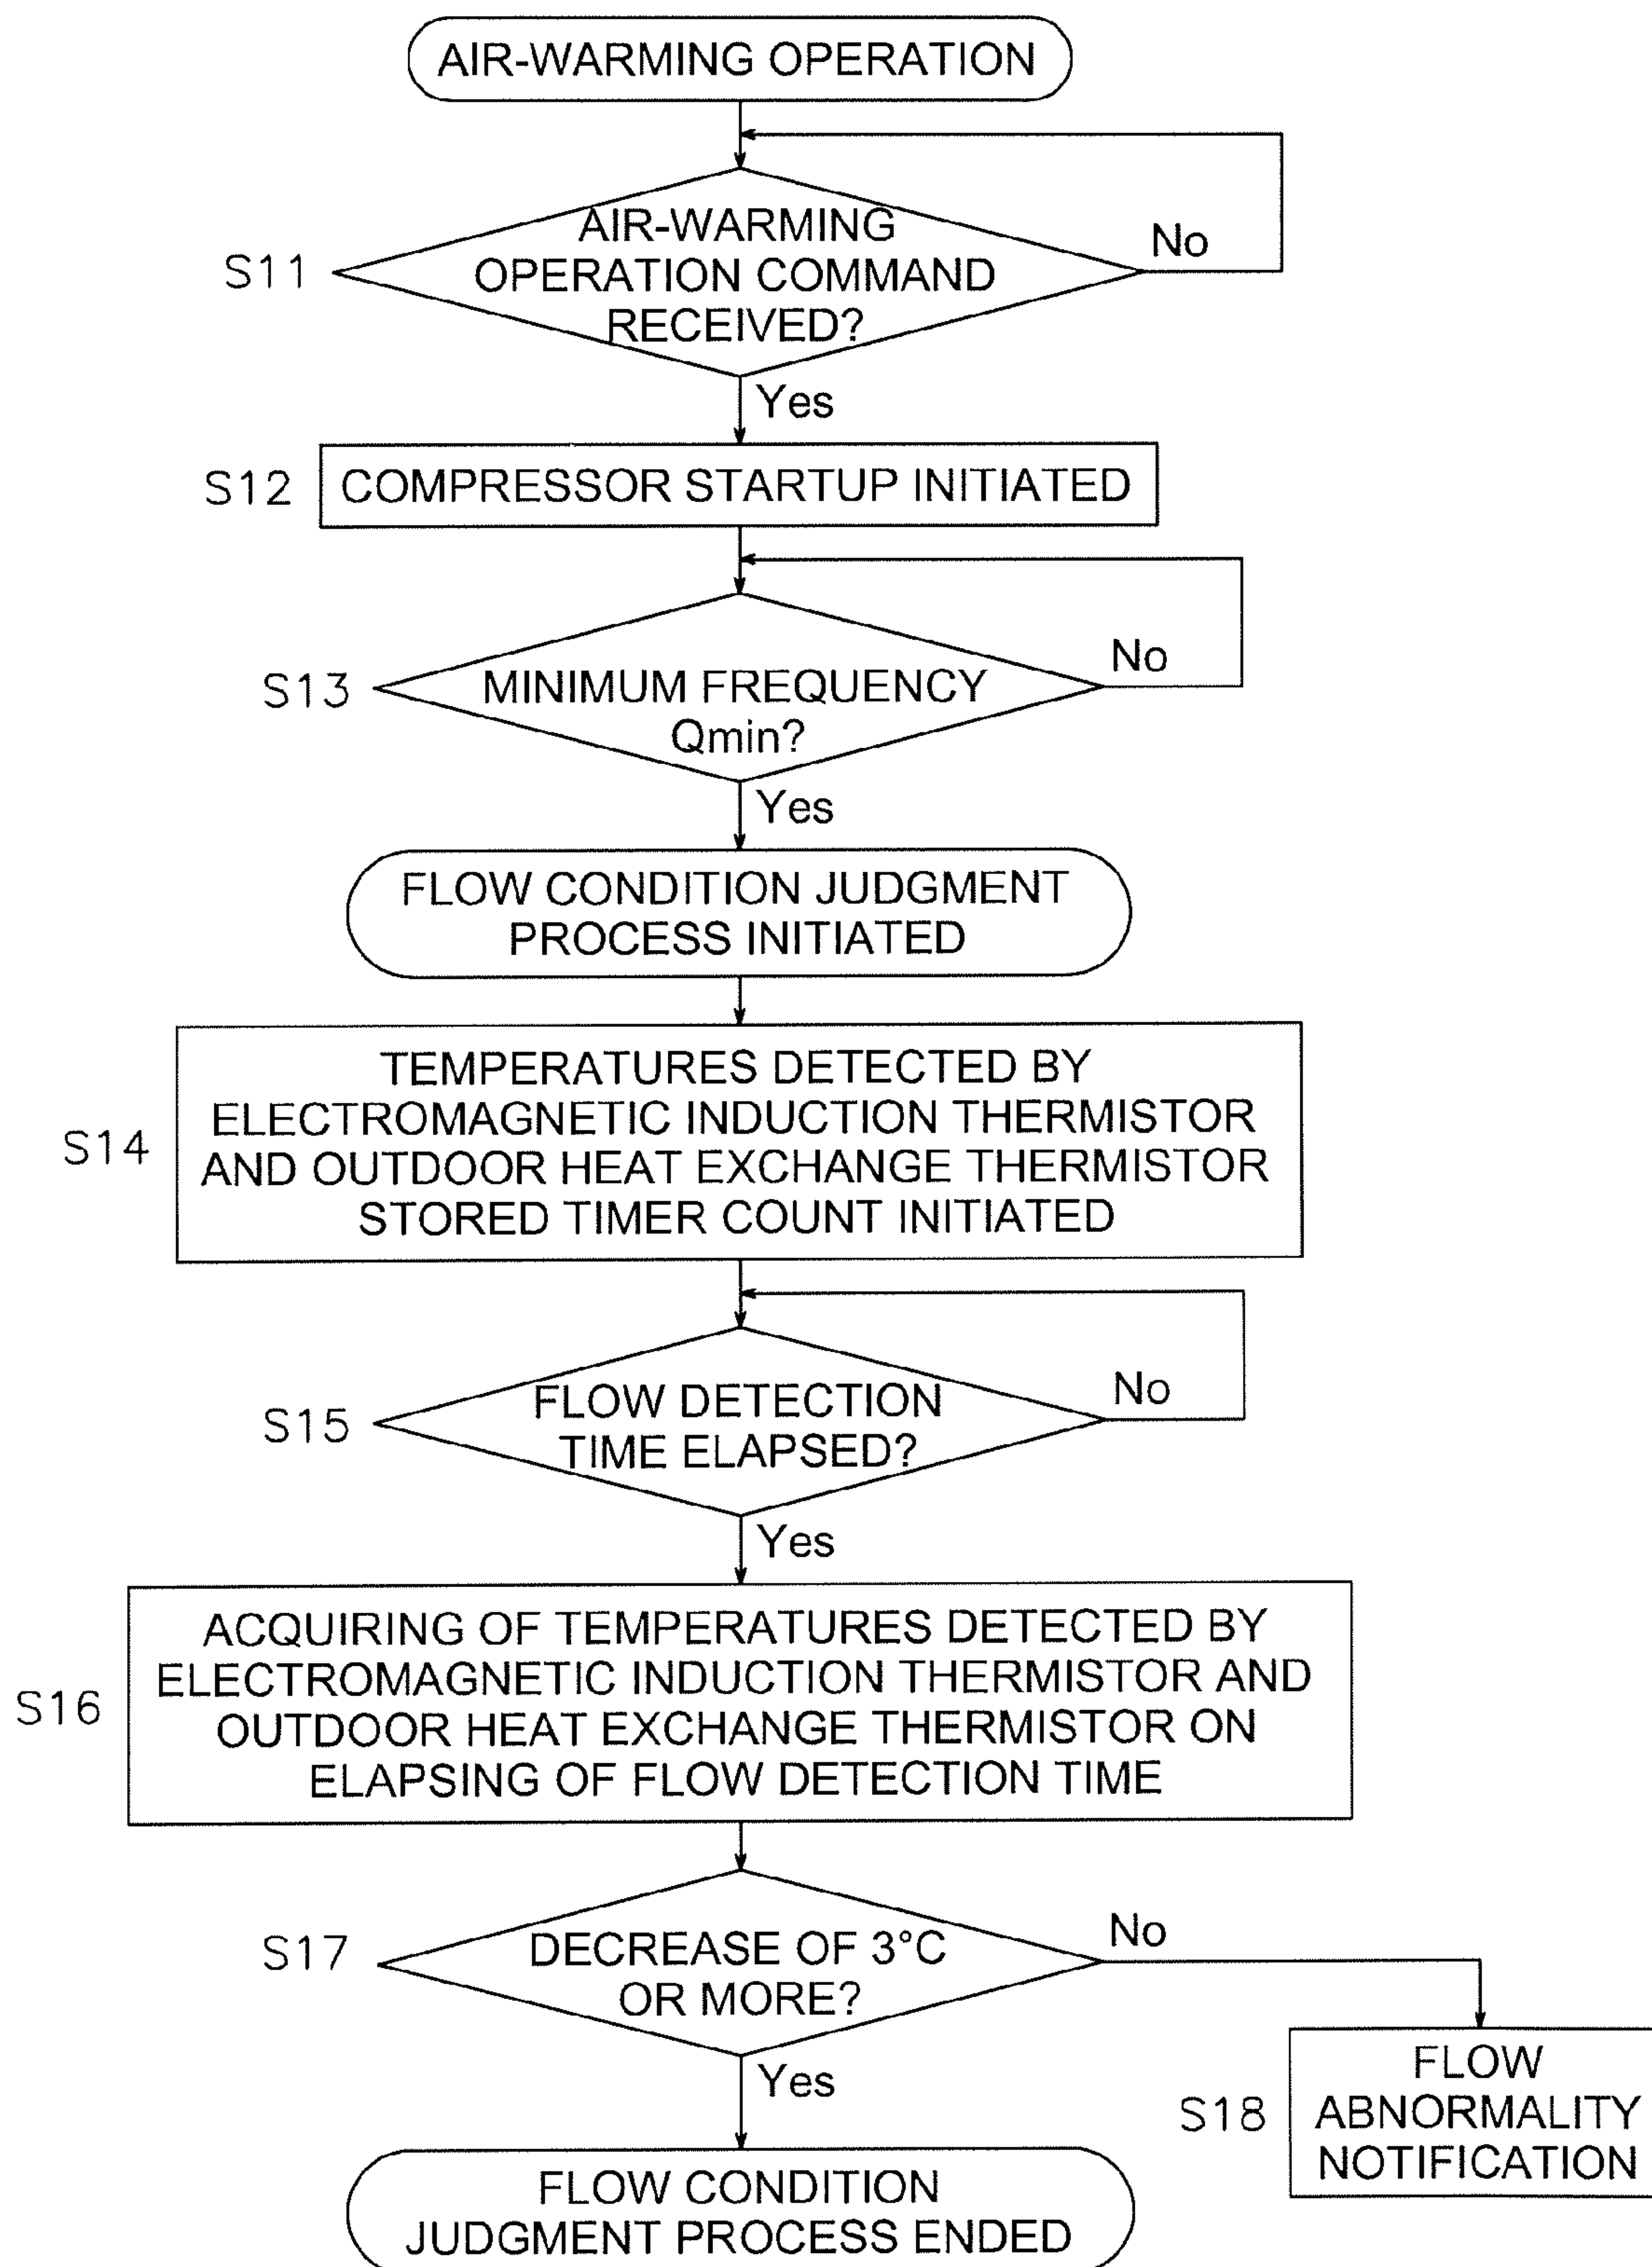 AIR-WARMING OPERATION
S11
AIR-WARMING
OPERATION COMMAND
RECEIVED?
No
Yes
S12
COMPRESSOR STARTUP INITIATED
S13
MINIMUM FREQUENCY
Qmin?
No
Yes
FLOW CONDITION JUDGMENT
PROCESS INITIATED
S14
TEMPERATURES DETECTED BY
ELECTROMAGNETIC INDUCTION THERMISTOR
AND OUTDOOR HEAT EXCHANGE THERMISTOR
STORED TIMER COUNT INITIATED
S15
FLOW DETECTION
TIME ELAPSED?
No
Yes
S16
ACQUIRING OF TEMPERATURES DETECTED BY
ELECTROMAGNETIC INDUCTION THERMISTOR AND
OUTDOOR HEAT EXCHANGE THERMISTOR ON
ELAPSING OF FLOW DETECTION TIME
S17
DECREASE OF 3°C
OR MORE?
No
Yes
S18
FLOW
ABNORMALITY
NOTIFICATION
FLOW CONDITION
JUDGMENT PROCESS ENDED